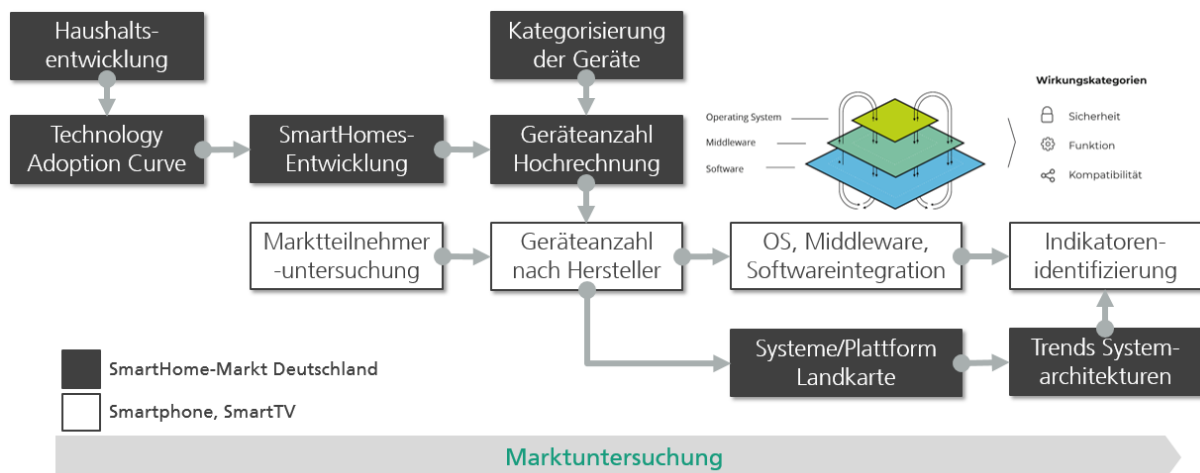 Haushalts-
entwicklung
Kategorisierung
der Geräte
Technology
Adoption Curve
SmartHomes-
Entwicklung
Geräteanzahl
Hochrechnung
Operating System
Middleware
Software
Wirkungskategorien
Sicherheit
Funktion
Kompatibilität
Marktteilnehmer
-untersuchung
Geräteanzahl
nach Hersteller
OS, Middleware,
Softwareintegration
Indikatoren-
identifizierung
Systeme/Plattform
Landkarte
Trends System-
architekturen
SmartHome-Markt Deutschland
Smartphone, SmartTV
Marktuntersuchung